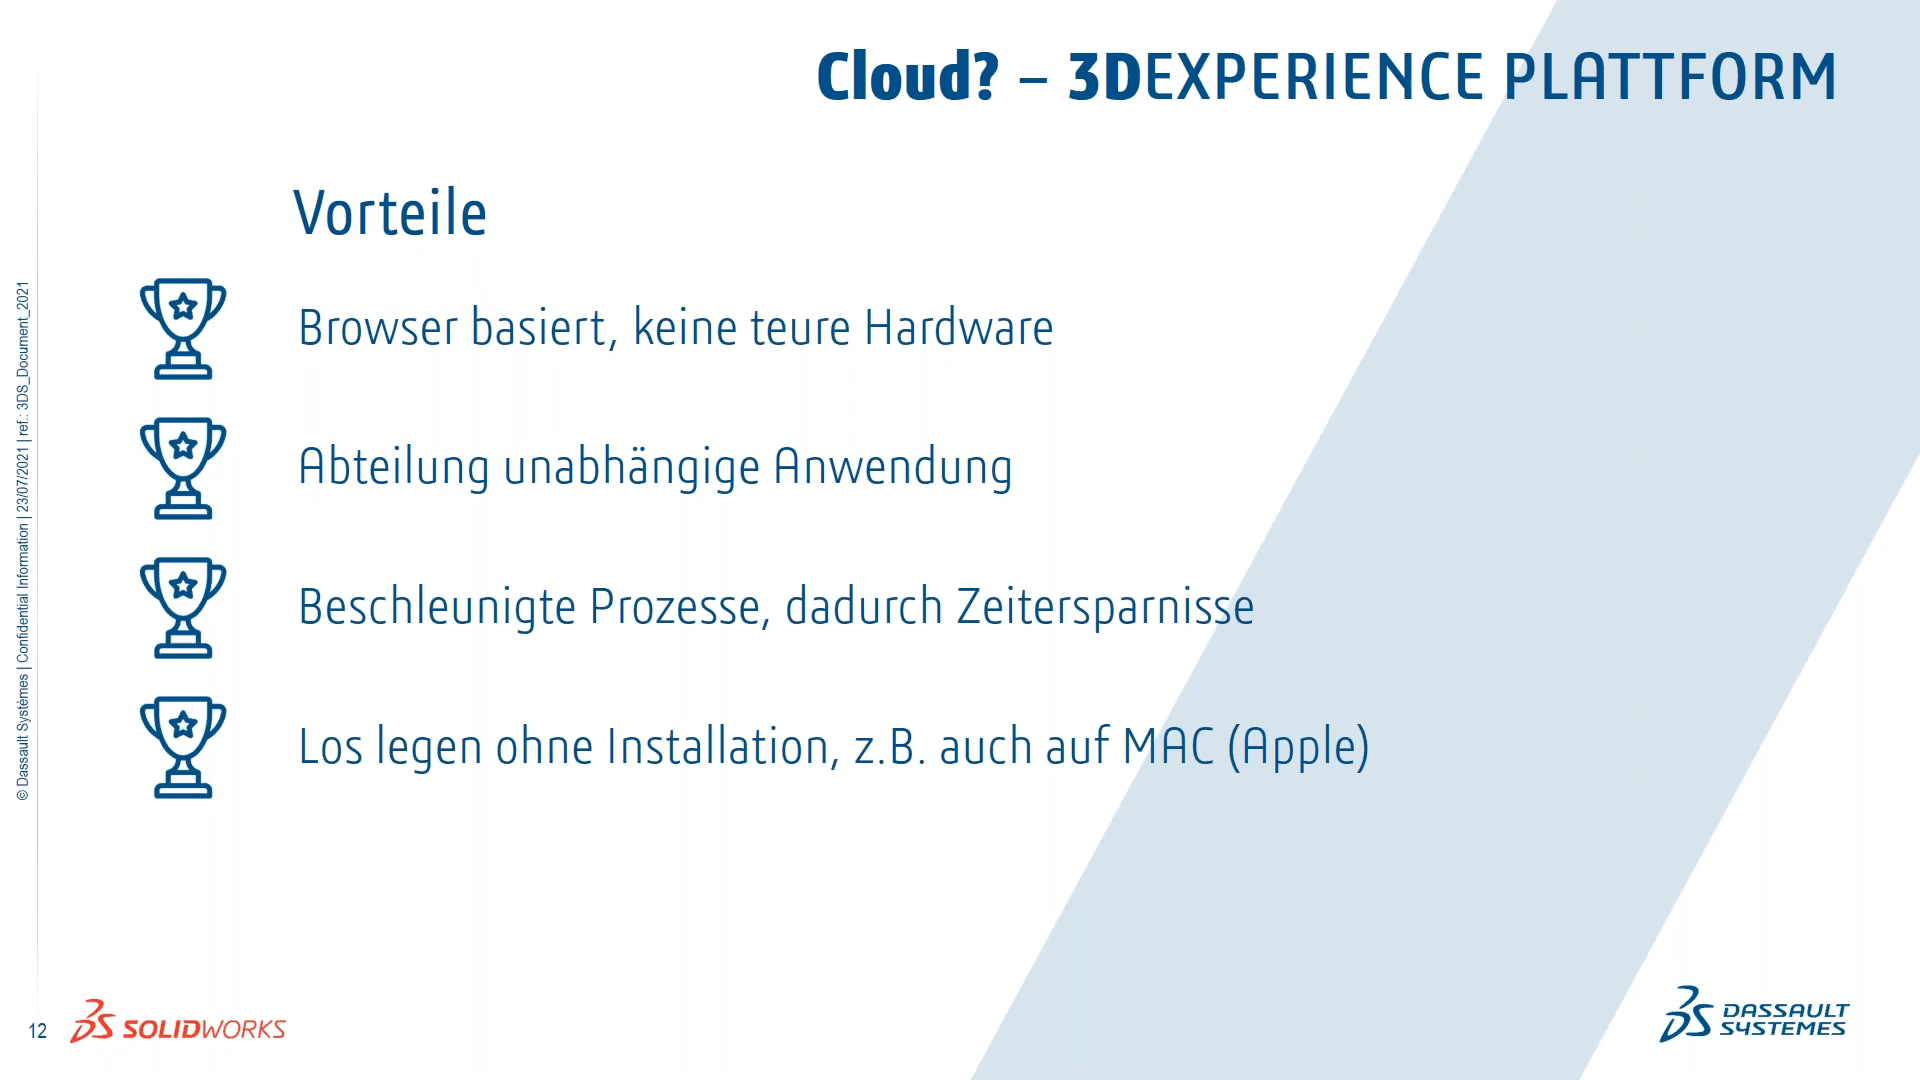 Cloud? – 3DEXPERIENCE PLATTFORM
Vorteile
Browser basiert, keine teure Hardware
Abteilung unabhängige Anwendung
Beschleunigte Prozesse, dadurch Zeitersparnisse
Los legen ohne Installation, z.B. auch auf MAC (Apple)
© Dassault Systèmes | Confidential Information | 23/07/2021 | ref.: 3DS_Document_2021
12
SOLIDWORKS
DASSAULT
SYSTEMES